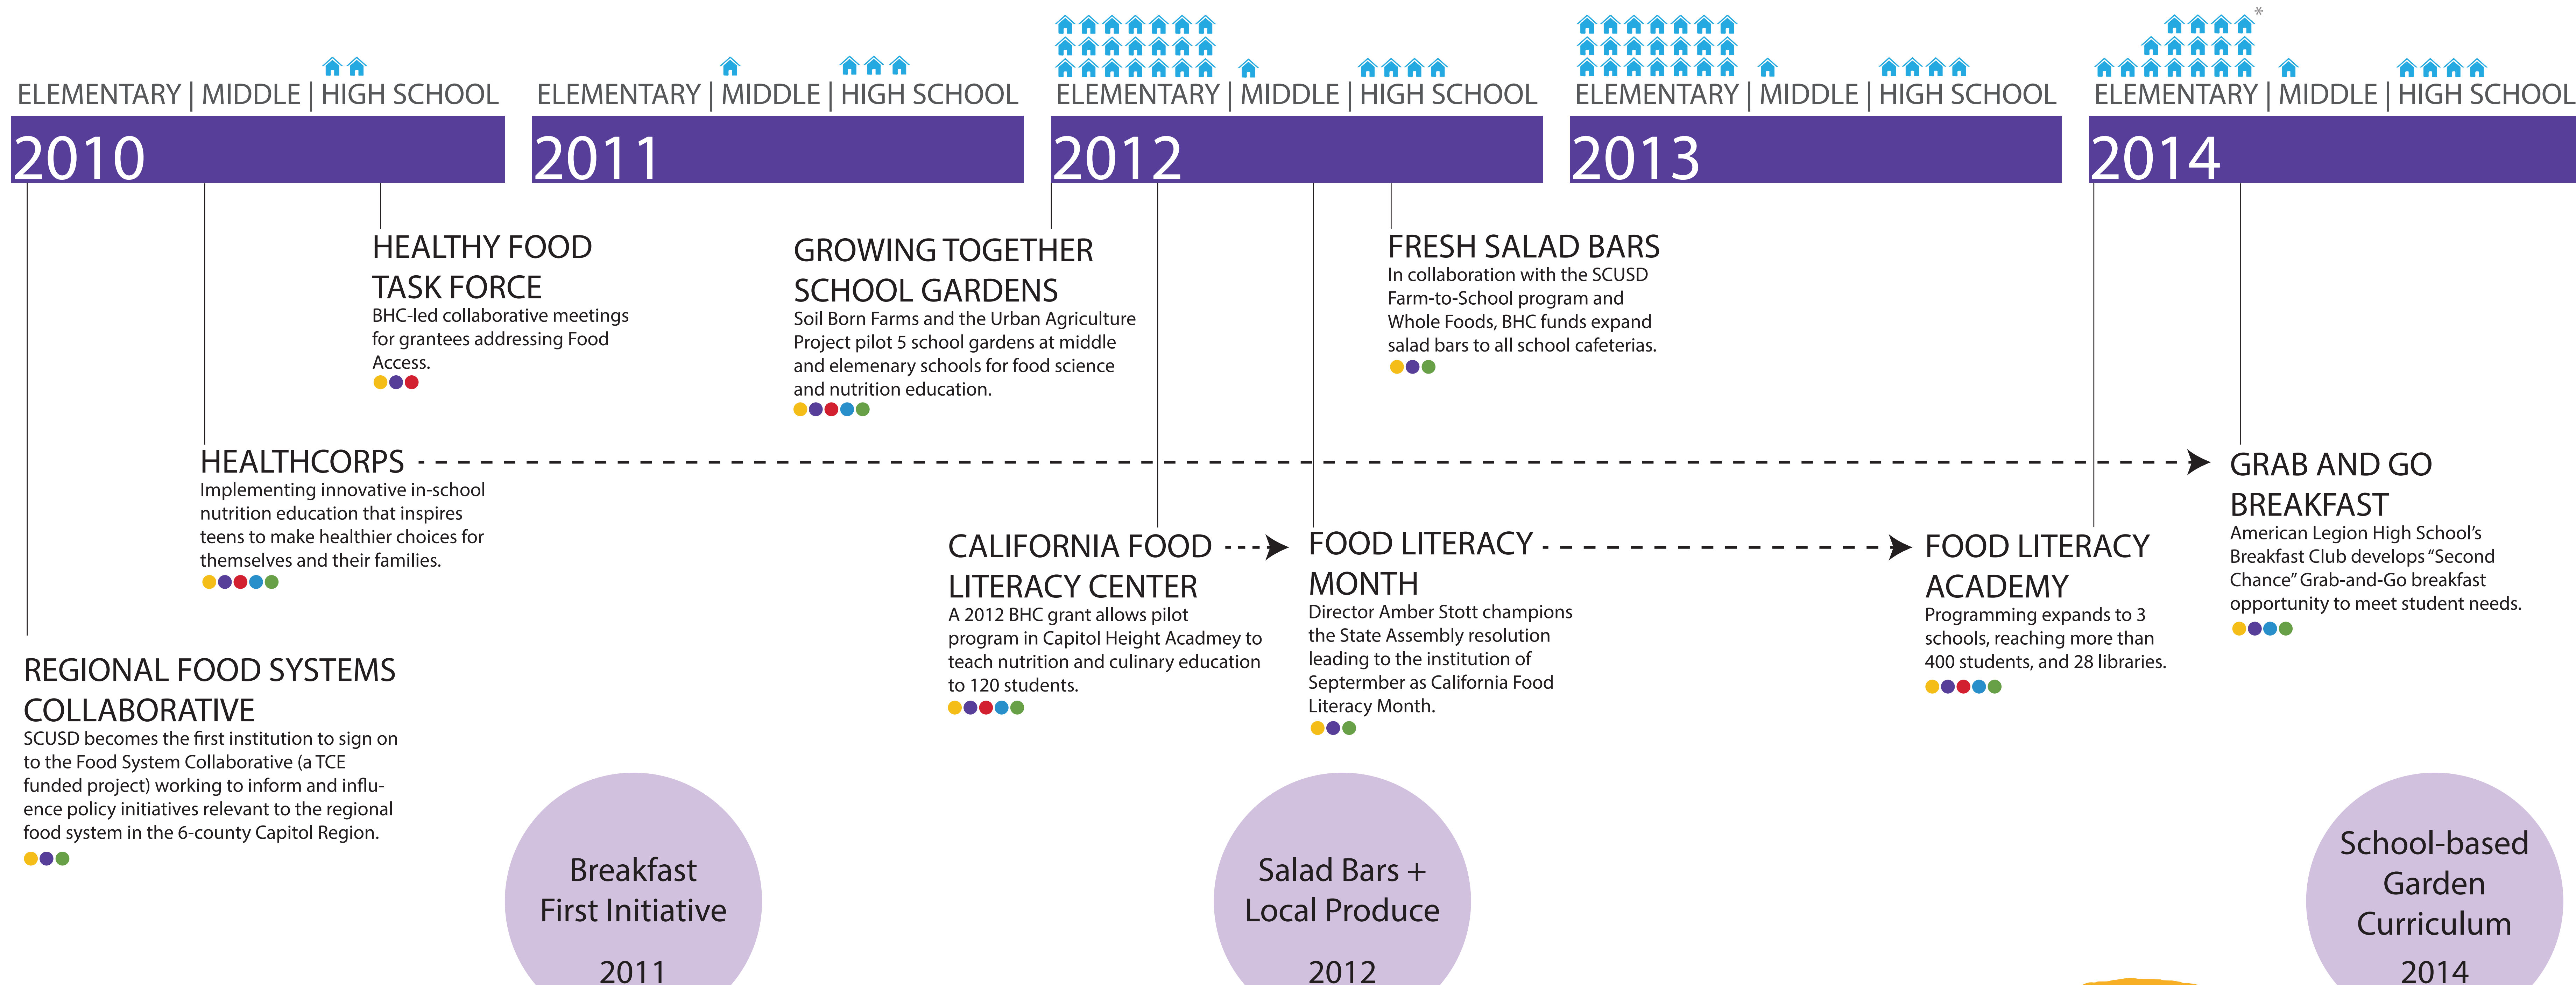 *
ELEMENTARY | MIDDLE | HIGH SCHOOL
ELEMENTARY | MIDDLE | HIGH SCHOOL
ELEMENTARY | MIDDLE | HIGH SCHOOL
ELEMENTARY | MIDDLE | HIGH SCHOOL
ELEMENTARY | MIDDLE | HIGH SCHOOL
2010
2011
2012
2013
2014
HEALTHY FOOD
TASK FORCE
BHC-led collaborative meetings
for grantees addressing Food
Access.
GROWING TOGETHER
SCHOOL GARDENS
Soil Born Farms and the Urban Agriculture
Project pilot 5 school gardens at middle
and elemenary schools for food science
and nutrition education.
FRESH SALAD BARS
In collaboration with the SCUSD
Farm-to-School program and
Whole Foods, BHC funds expand
salad bars to all school cafeterias.
HEALTHCORPS
Implementing innovative in-school
nutrition education that inspires
teens to make healthier choices for
themselves and their families.
GRAB AND GO
BREAKFAST
American Legion High School’s
Breakfast Club develops “Second
Chance” Grab-and-Go breakfast
opportunity to meet student needs.
CALIFORNIA FOOD
LITERACY CENTER
A 2012 BHC grant allows pilot
program in Capitol Height Acadmey to
teach nutrition and culinary education
to 120 students.
FOOD LITERACY
MONTH
Director Amber Stott champions
the State Assembly resolution
leading to the institution of
Septermber as California Food
Literacy Month.
FOOD LITERACY
ACADEMY
Programming expands to 3
schools, reaching more than
400 students, and 28 libraries.
REGIONAL FOOD SYSTEMS
COLLABORATIVE
SCUSD becomes the first institution to sign on
to the Food System Collaborative (a TCE
funded project) working to inform and influ-
ence policy initiatives relevant to the regional
food system in the 6-county Capitol Region.
Breakfast
First Initiative
2011
Salad Bars +
Local Produce
2012
School-based
Garden
Curriculum
2014